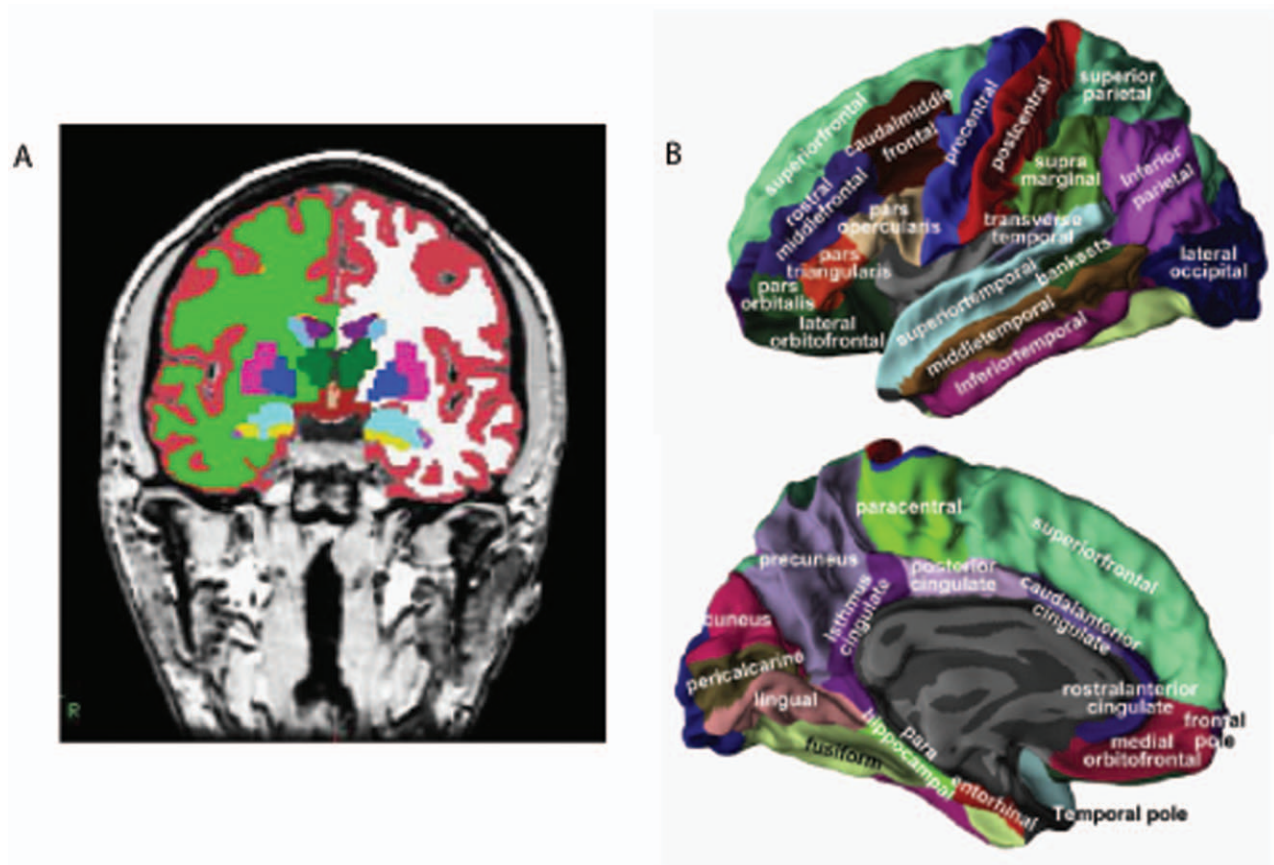 A
R
B
superiorfrontal
caudalmiddle
frontal
precentral
postcentral
superior
parietal
rostral
middlefrontal
pars
opercularis
supra
marginal
Inferior
parietal
transverse
temporal
pars
triangularis
bankssts
lateral
occipital
pars
orbitalis
lateral
orbitofrontal
superiortemporal
middletemporal
Inferiortemporal
paracentral
superiorfrontal
precuneus
posterior
cingulate
Isthmus
cingulate
caudalanterior
cingulate
cuneus
pericalcarine
lingual
rostralanterior
cingulate
frontal
pole
medial
orbitofrontal
para
hippocampal
fusiform
entorhinal
Temporal pole